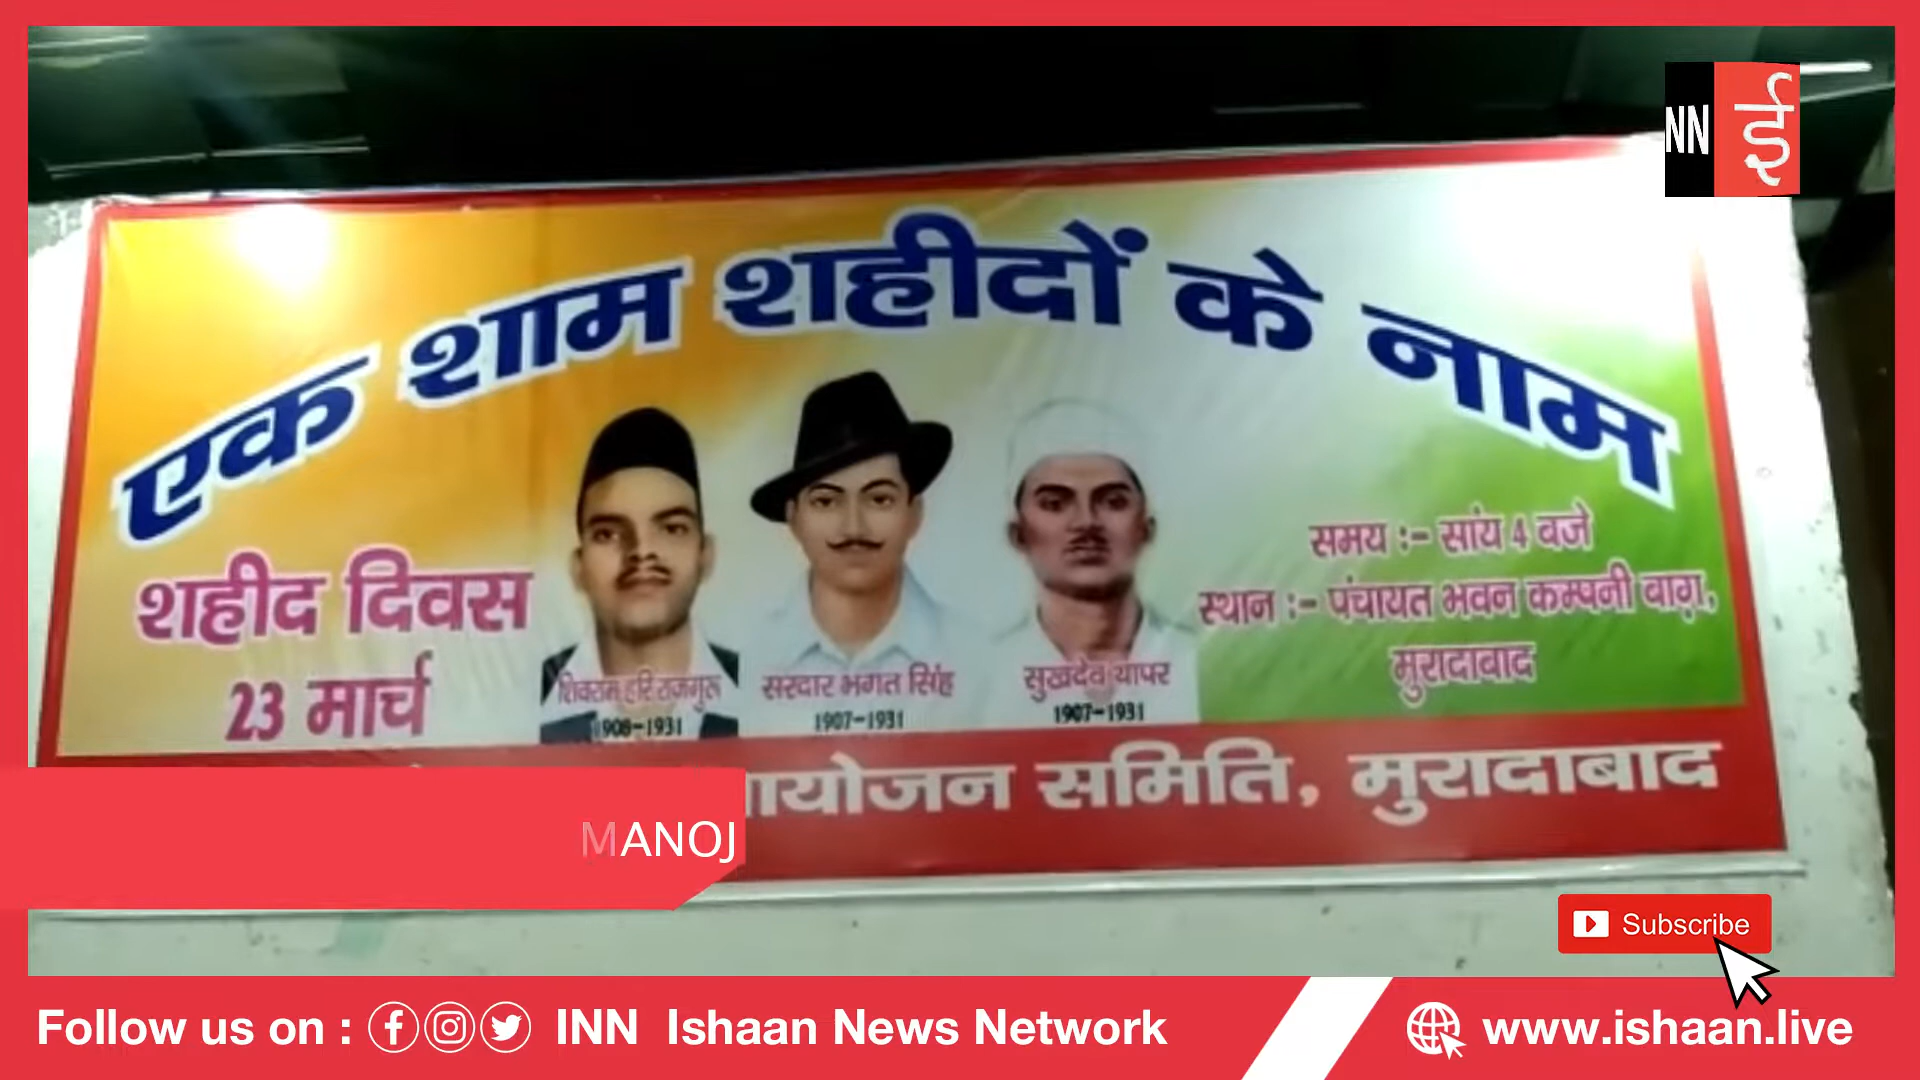 NN ई
एक शाम शहीदों के नाम
शहीद दिवस
23 मार्च
शिवराम हरि राजगुरू
1908-1931
सरदार भगत सिंह
1907-1931
सुखदेव थापर
1907-1931
समय :- सांय 4 बजे
स्थान :- पंचायत भवन कम्पनी बाग़,
मुरादाबाद
समिति, मुरादाबाद
MANOJ
Subscribe
Follow us on : INN Ishaan News Network
www.ishaan.live